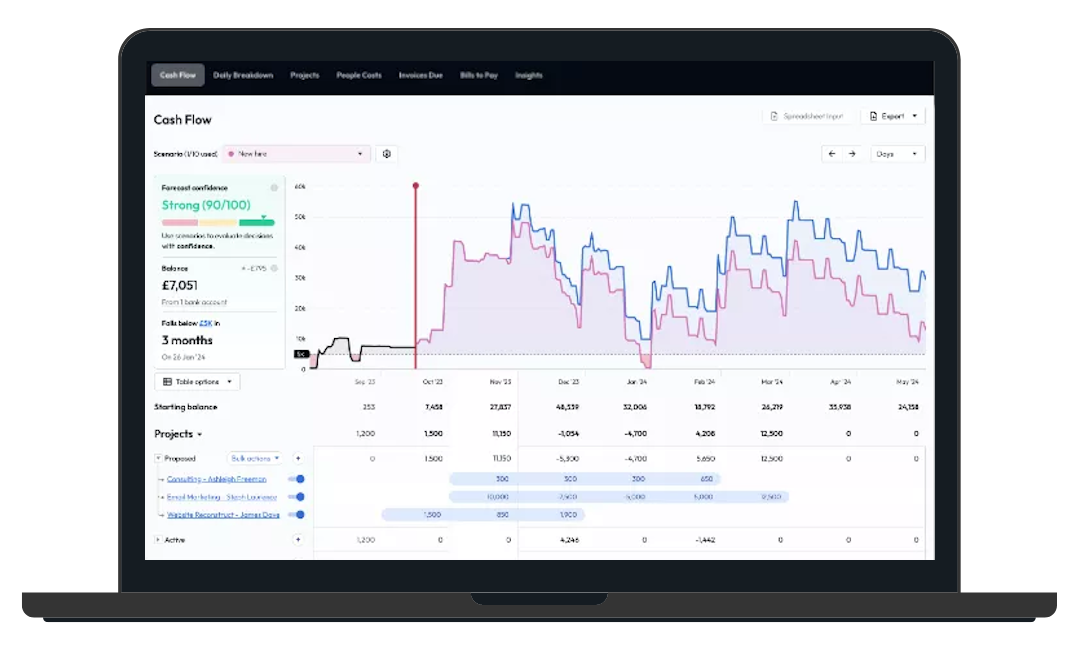 Cash Flow Daily Breakdown Projects People Costs Invoices Due Bills to Pay Insights
Cash Flow
Spreadsheet Input Export
Scenario (1/10 used) New hire
Days
Forecast confidence
Strong (90/100)
Use scenarios to evaluate decisions
with confidence.
Balance
£7,051
From 1 bank account
Falls below £5K in
3 months
On 26 Jan '24
60k
50k
40k
30k
20k
10k
5K
0
Table options
Sep '23 Oct '23 Nov '23 Dec '23 Jan '24 Feb '24 Mar '24 Apr '24 May '24
Starting balance 253 7,458 27,837 48,539 32,006 18,792 26,219 35,938 24,158
Projects 1,200 1,500 11,150 -1,054 -4,700 4,208 12,500 0 0
Proposed Bulk actions + 0 1,500 11,150 -5,300 -4,700 5,650 12,500 0 0
Consulting - Ashleigh Freeman 300 300 300 650
Email Marketing - Steph Laurience 10,000 -7,500 -5,000 5,000 12,500
Website Reconstruct - James Dave 1,500 850 1,900
Active + 1,200 0 0 4,246 0 -1,442 0 0 0